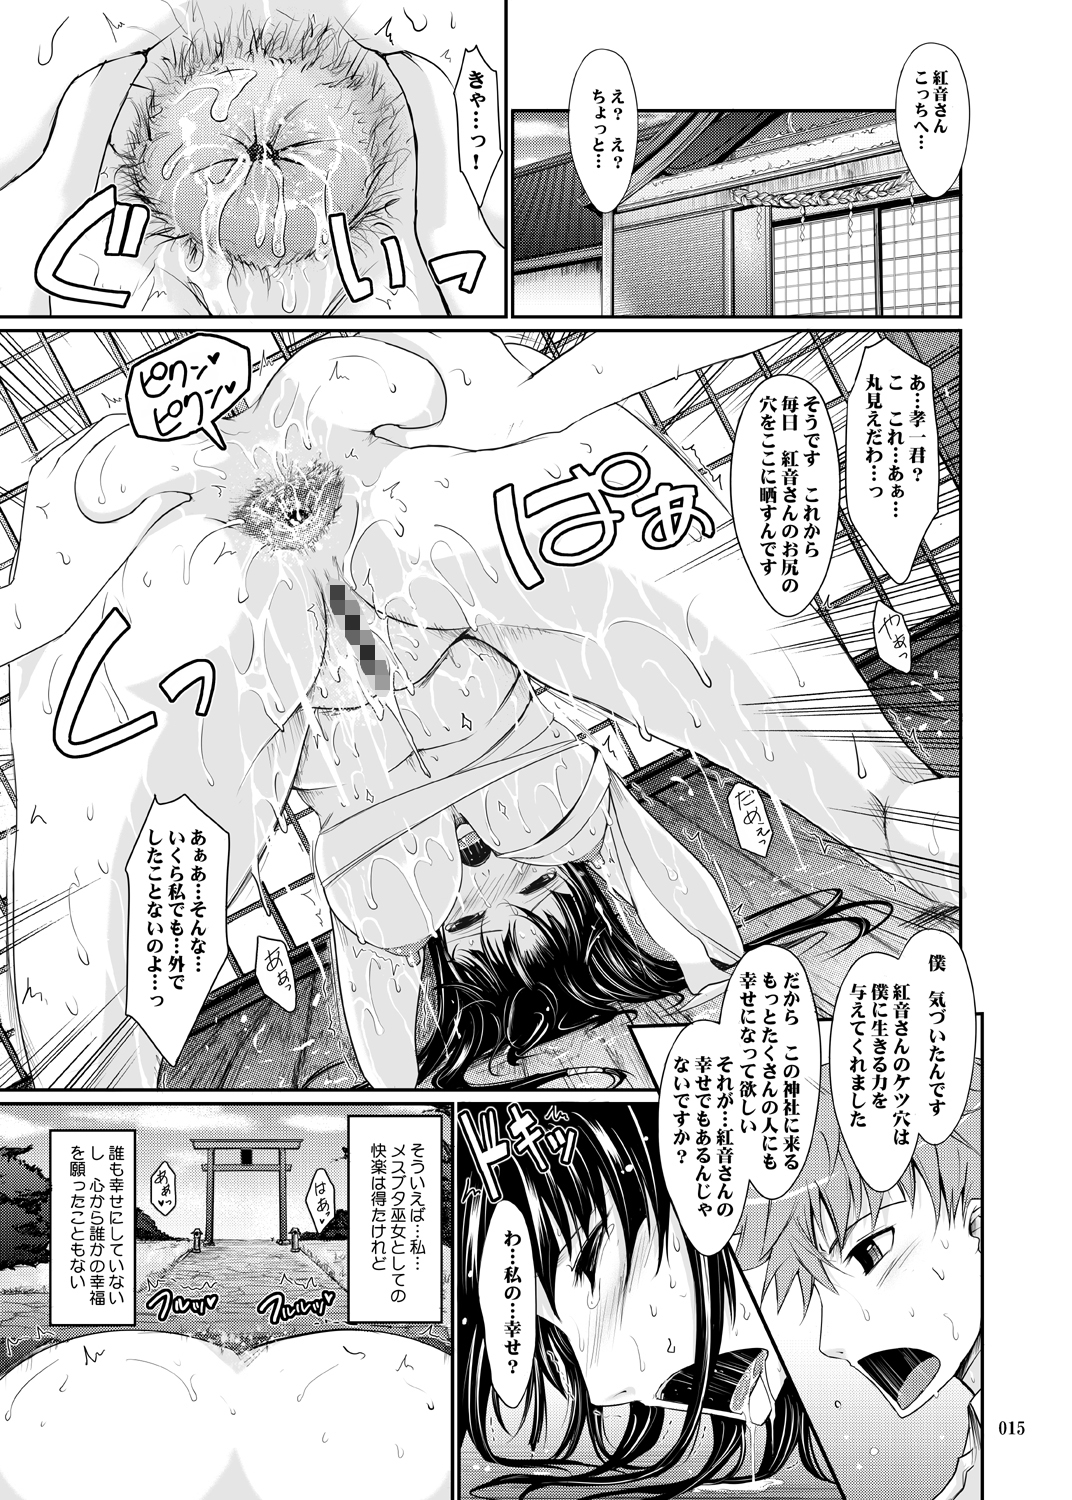 紅音さん
こっちへ…
え？　え？
ちょっと…
きゃ…っ！
ぐいっ
あ…孝一君？
こ　これ…あぁ…
丸見えだわ…っ
そうです　これから
毎日　紅音さんのお尻の
穴をここに晒すんです
ピクン♥
ピクン♥
ぱぁ
くっ
やぁっ
だめぇっ
あぁあ…そんな…
いくら私でも…外で
したことないのよ…っ
あぁっ
僕　気づいたんです
紅音さんのケツ穴は
僕に生きる力を
与えてくれました
だから　この神社に来る
もっとたくさんの人にも
幸せになって欲しい
それが…紅音さんの
幸せでもあるんじゃ
ないですか？
ドキッ
わ…私の…幸せ？
そういえば…私…
メスブタ巫女としての
快楽は得たけれど
はぁっ♥
あぁっ♥
誰も幸せにしていない
し　心から誰かの幸福
を願ったこともない
フルルッ♥
フルッ♥
015